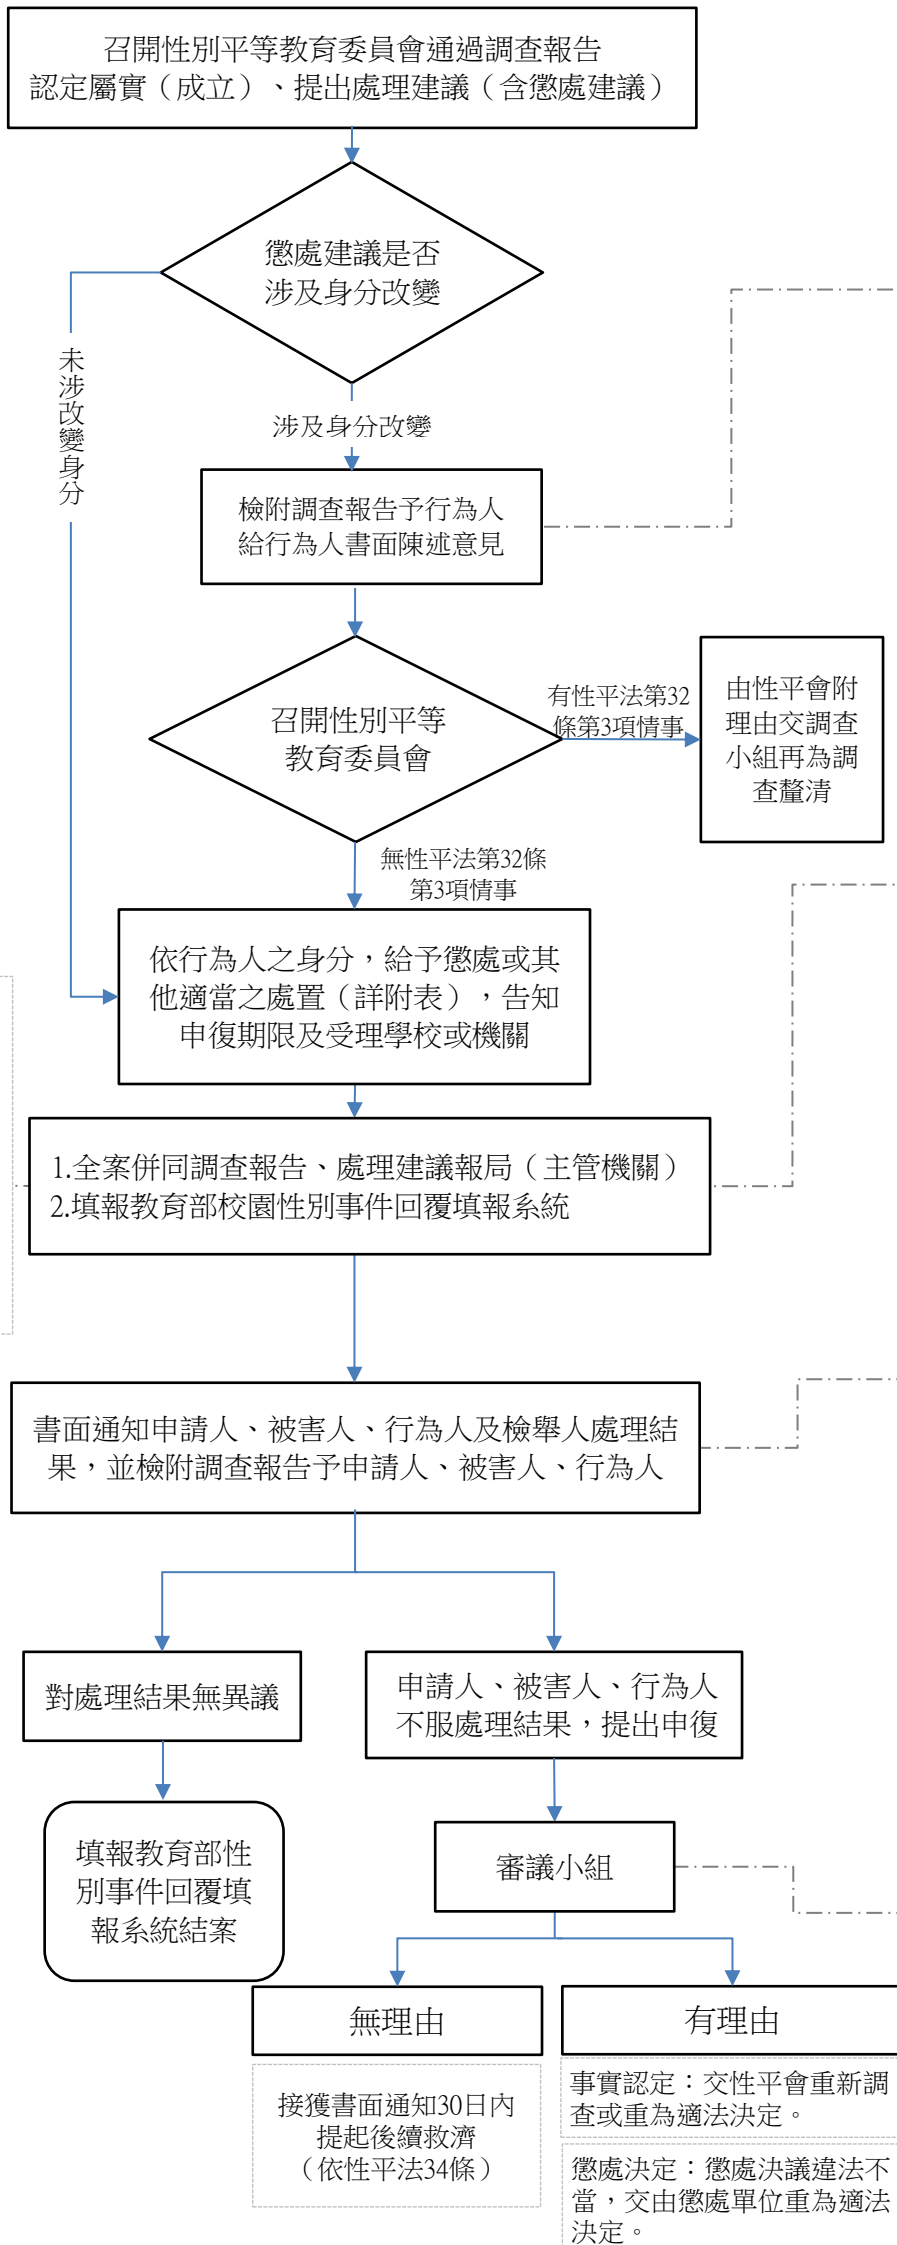 召開性別平等教育委員會通過調查報告
認定屬實（成立）、提出處理建議（含懲處建議）
懲處建議是否
涉及身分改變
未涉改變身分
涉及身分改變
檢附調查報告予行為人
給行為人書面陳述意見
召開性別平等
教育委員會
有性平法第32
條第3項情事
由性平會附
理由交調查
小組再為調
查釐清
無性平法第32條
第3項情事
依行為人之身分，給予懲處或其
他適當之處置（詳附表），告知
申復期限及受理學校或機關
1.全案併同調查報告、處理建議報局（主管機關）
2.填報教育部校園性別事件回覆填報系統
書面通知申請人、被害人、行為人及檢舉人處理結
果，並檢附調查報告予申請人、被害人、行為人
對處理結果無異議
申請人、被害人、行為人
不服處理結果，提出申復
填報教育部性
別事件回覆填
報系統結案
審議小組
無理由
有理由
接獲書面通知30日內
提起後續救濟
（依性平法34條）
事實認定：交性平會重新調
查或重為適法決定。
懲處決定：懲處決議違法不
當，交由懲處單位重為適法
決定。